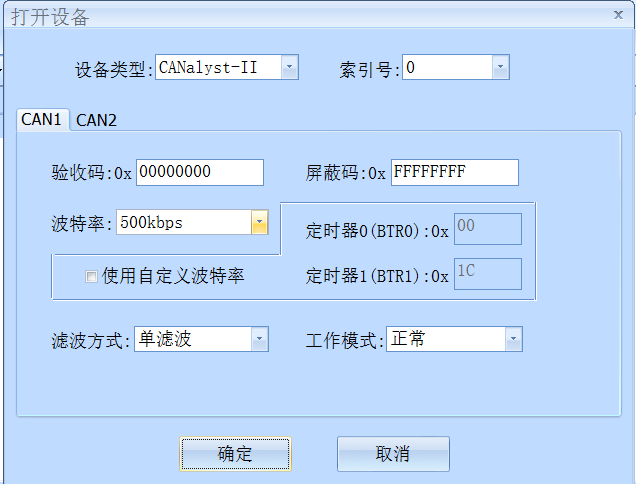 打开设备 x
设备类型: CANalyst-II 索引号: 0
CAN1 CAN2
验收码:0x 00000000 屏蔽码:0x FFFFFFFF
波特率: 500kbps 定时器0(BTR0):0x 00
使用自定义波特率 定时器1(BTR1):0x 1C
滤波方式: 单滤波 工作模式: 正常
确定 取消